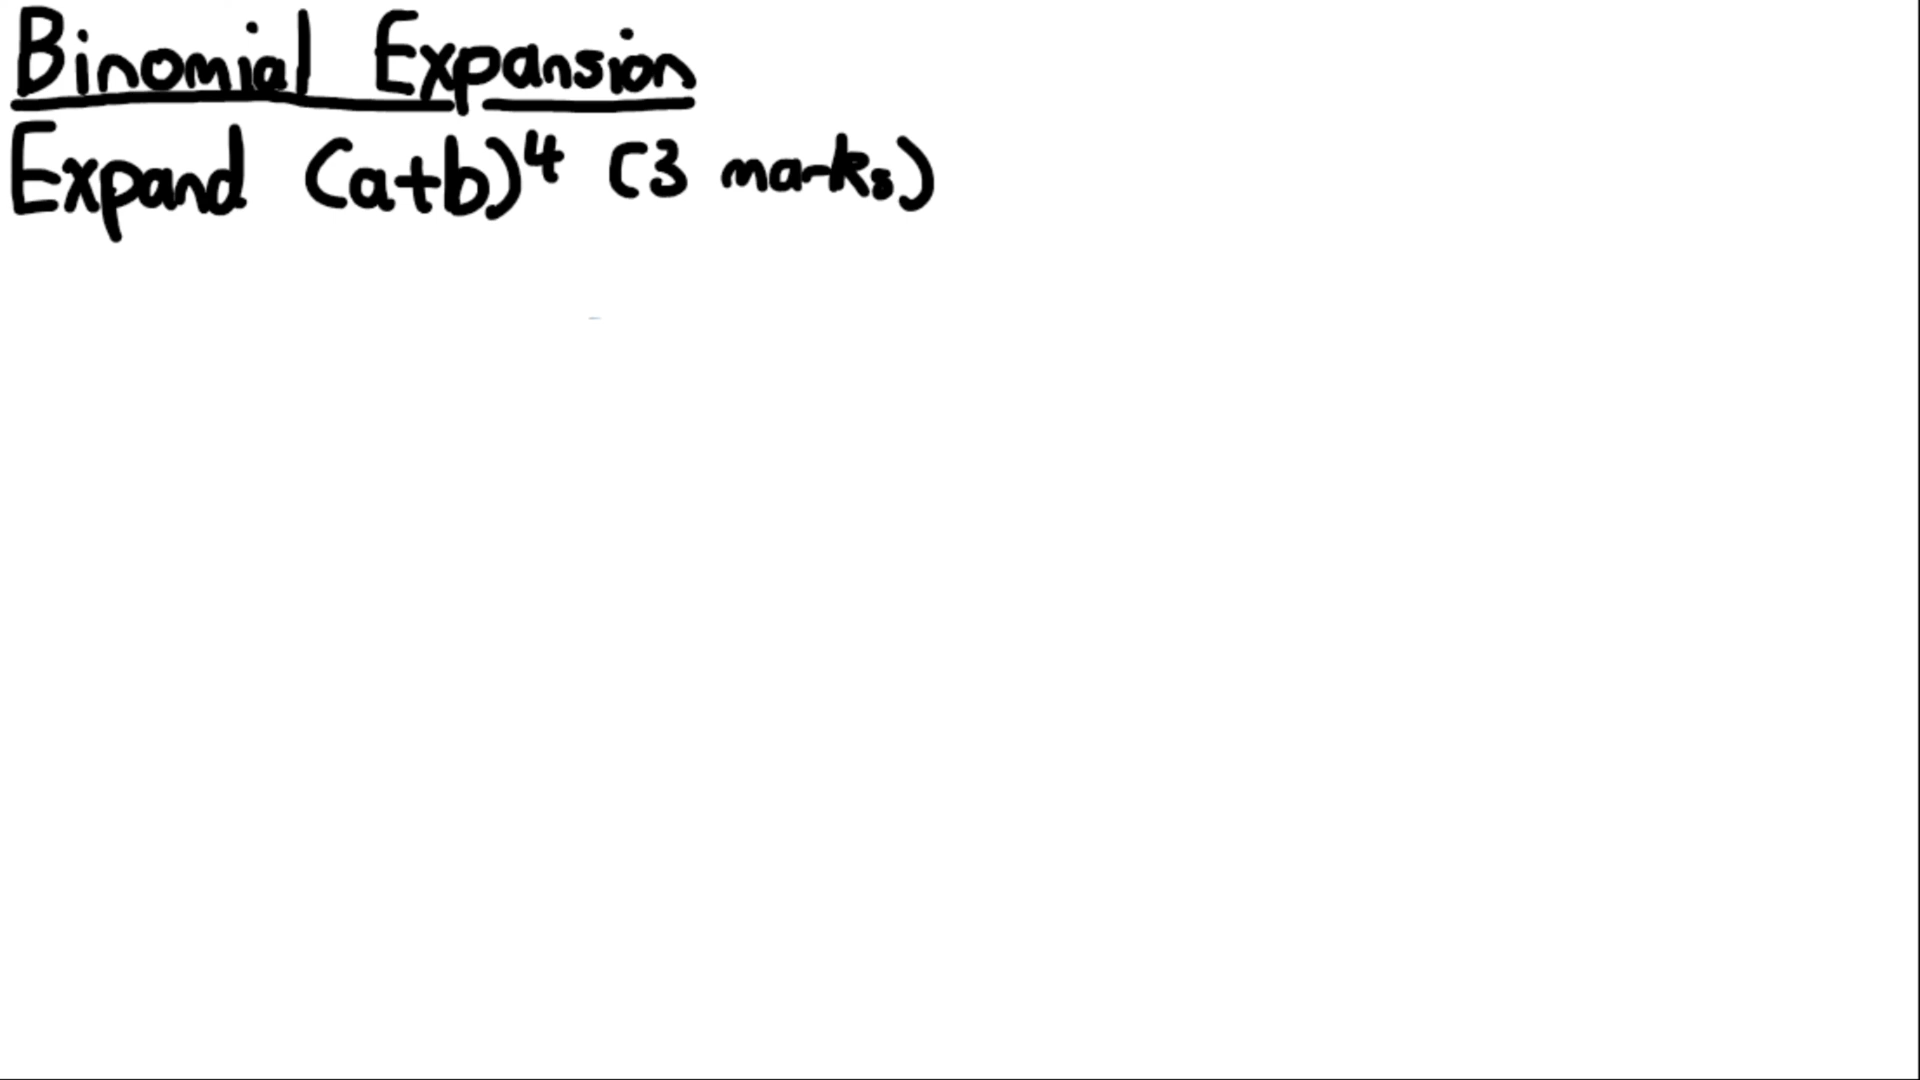 Binomial Expansion
Expand (a+b)⁴ (3 marks)